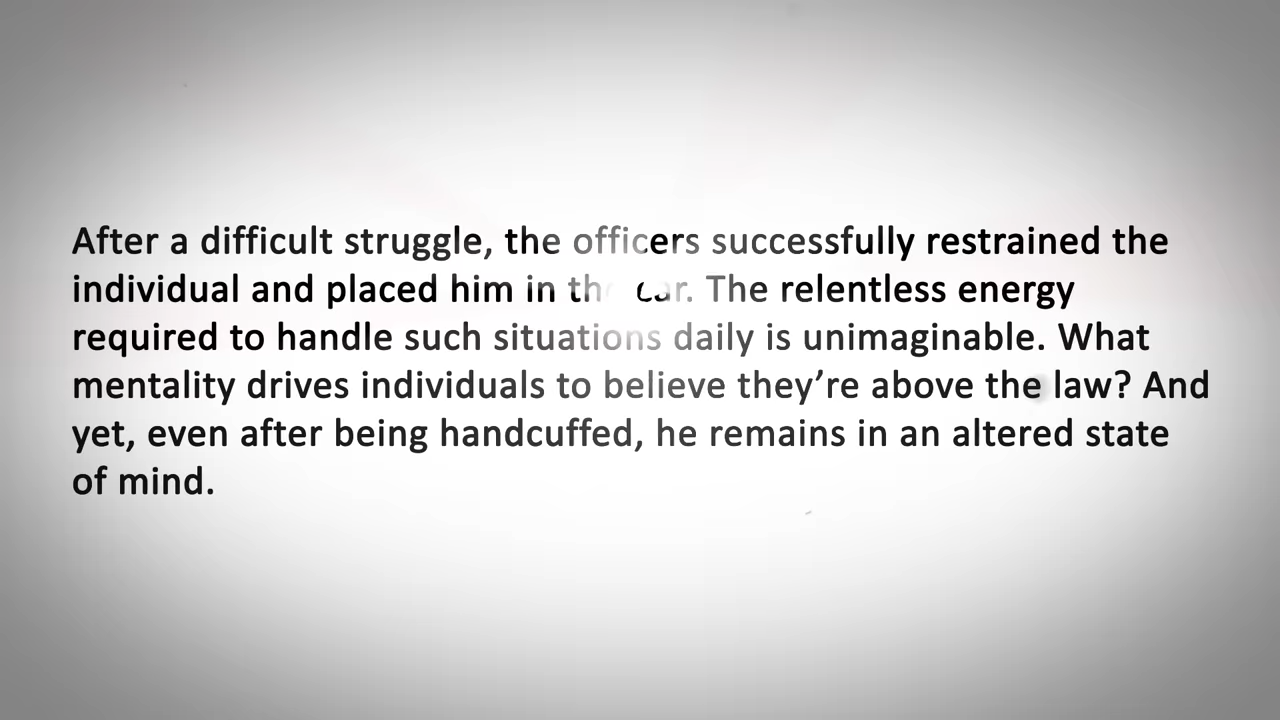 After a difficult struggle, the officers successfully restrained the
individual and placed him in the car. The relentless energy
required to handle such situations daily is unimaginable. What
mentality drives individuals to believe they’re above the law? And
yet, even after being handcuffed, he remains in an altered state
of mind.